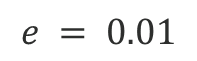 e = 0.01